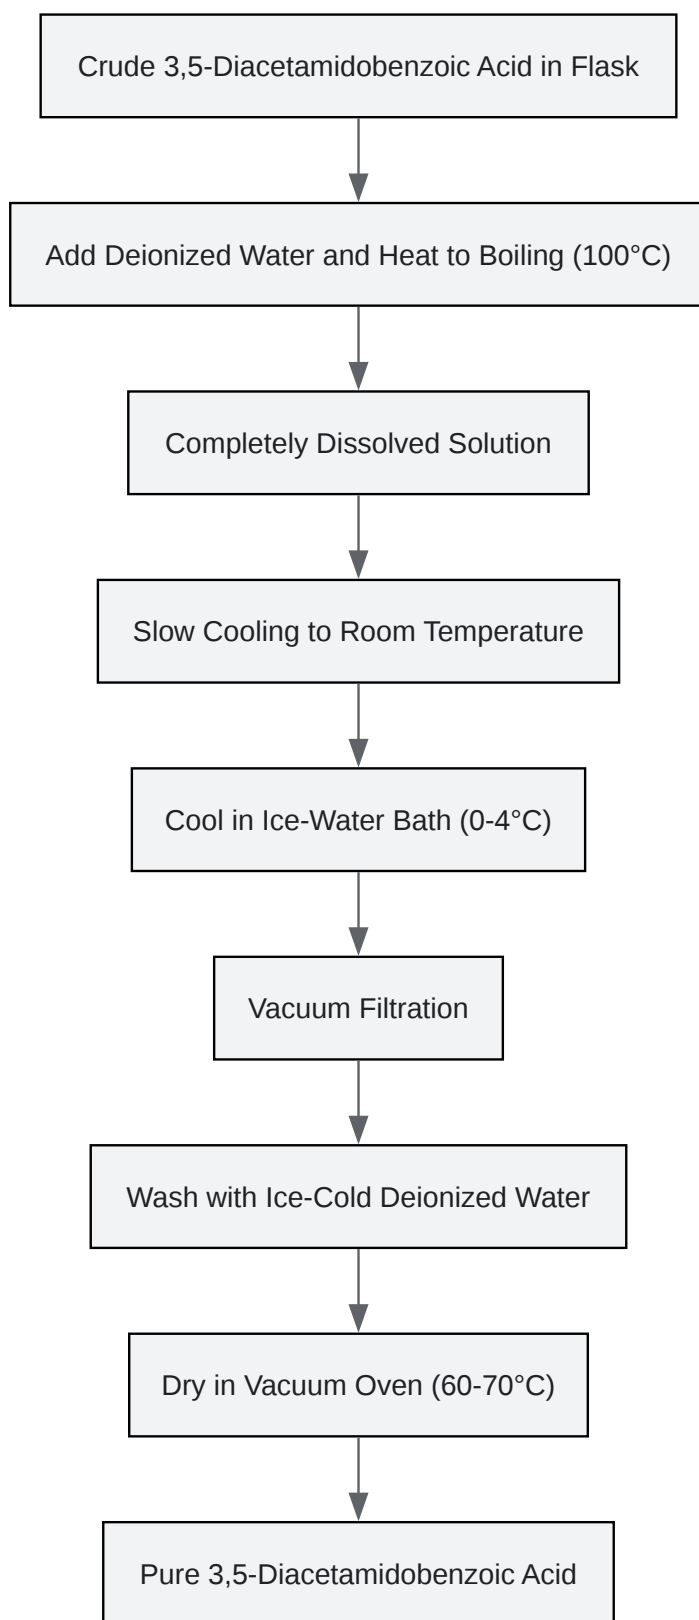 Crude 3,5-Diacetamidobenzoic Acid in Flask
Add Deionized Water and Heat to Boiling (100°C)
Completely Dissolved Solution
Slow Cooling to Room Temperature
Cool in Ice-Water Bath (0-4°C)
Vacuum Filtration
Wash with Ice-Cold Deionized Water
Dry in Vacuum Oven (60-70°C)
Pure 3,5-Diacetamidobenzoic Acid